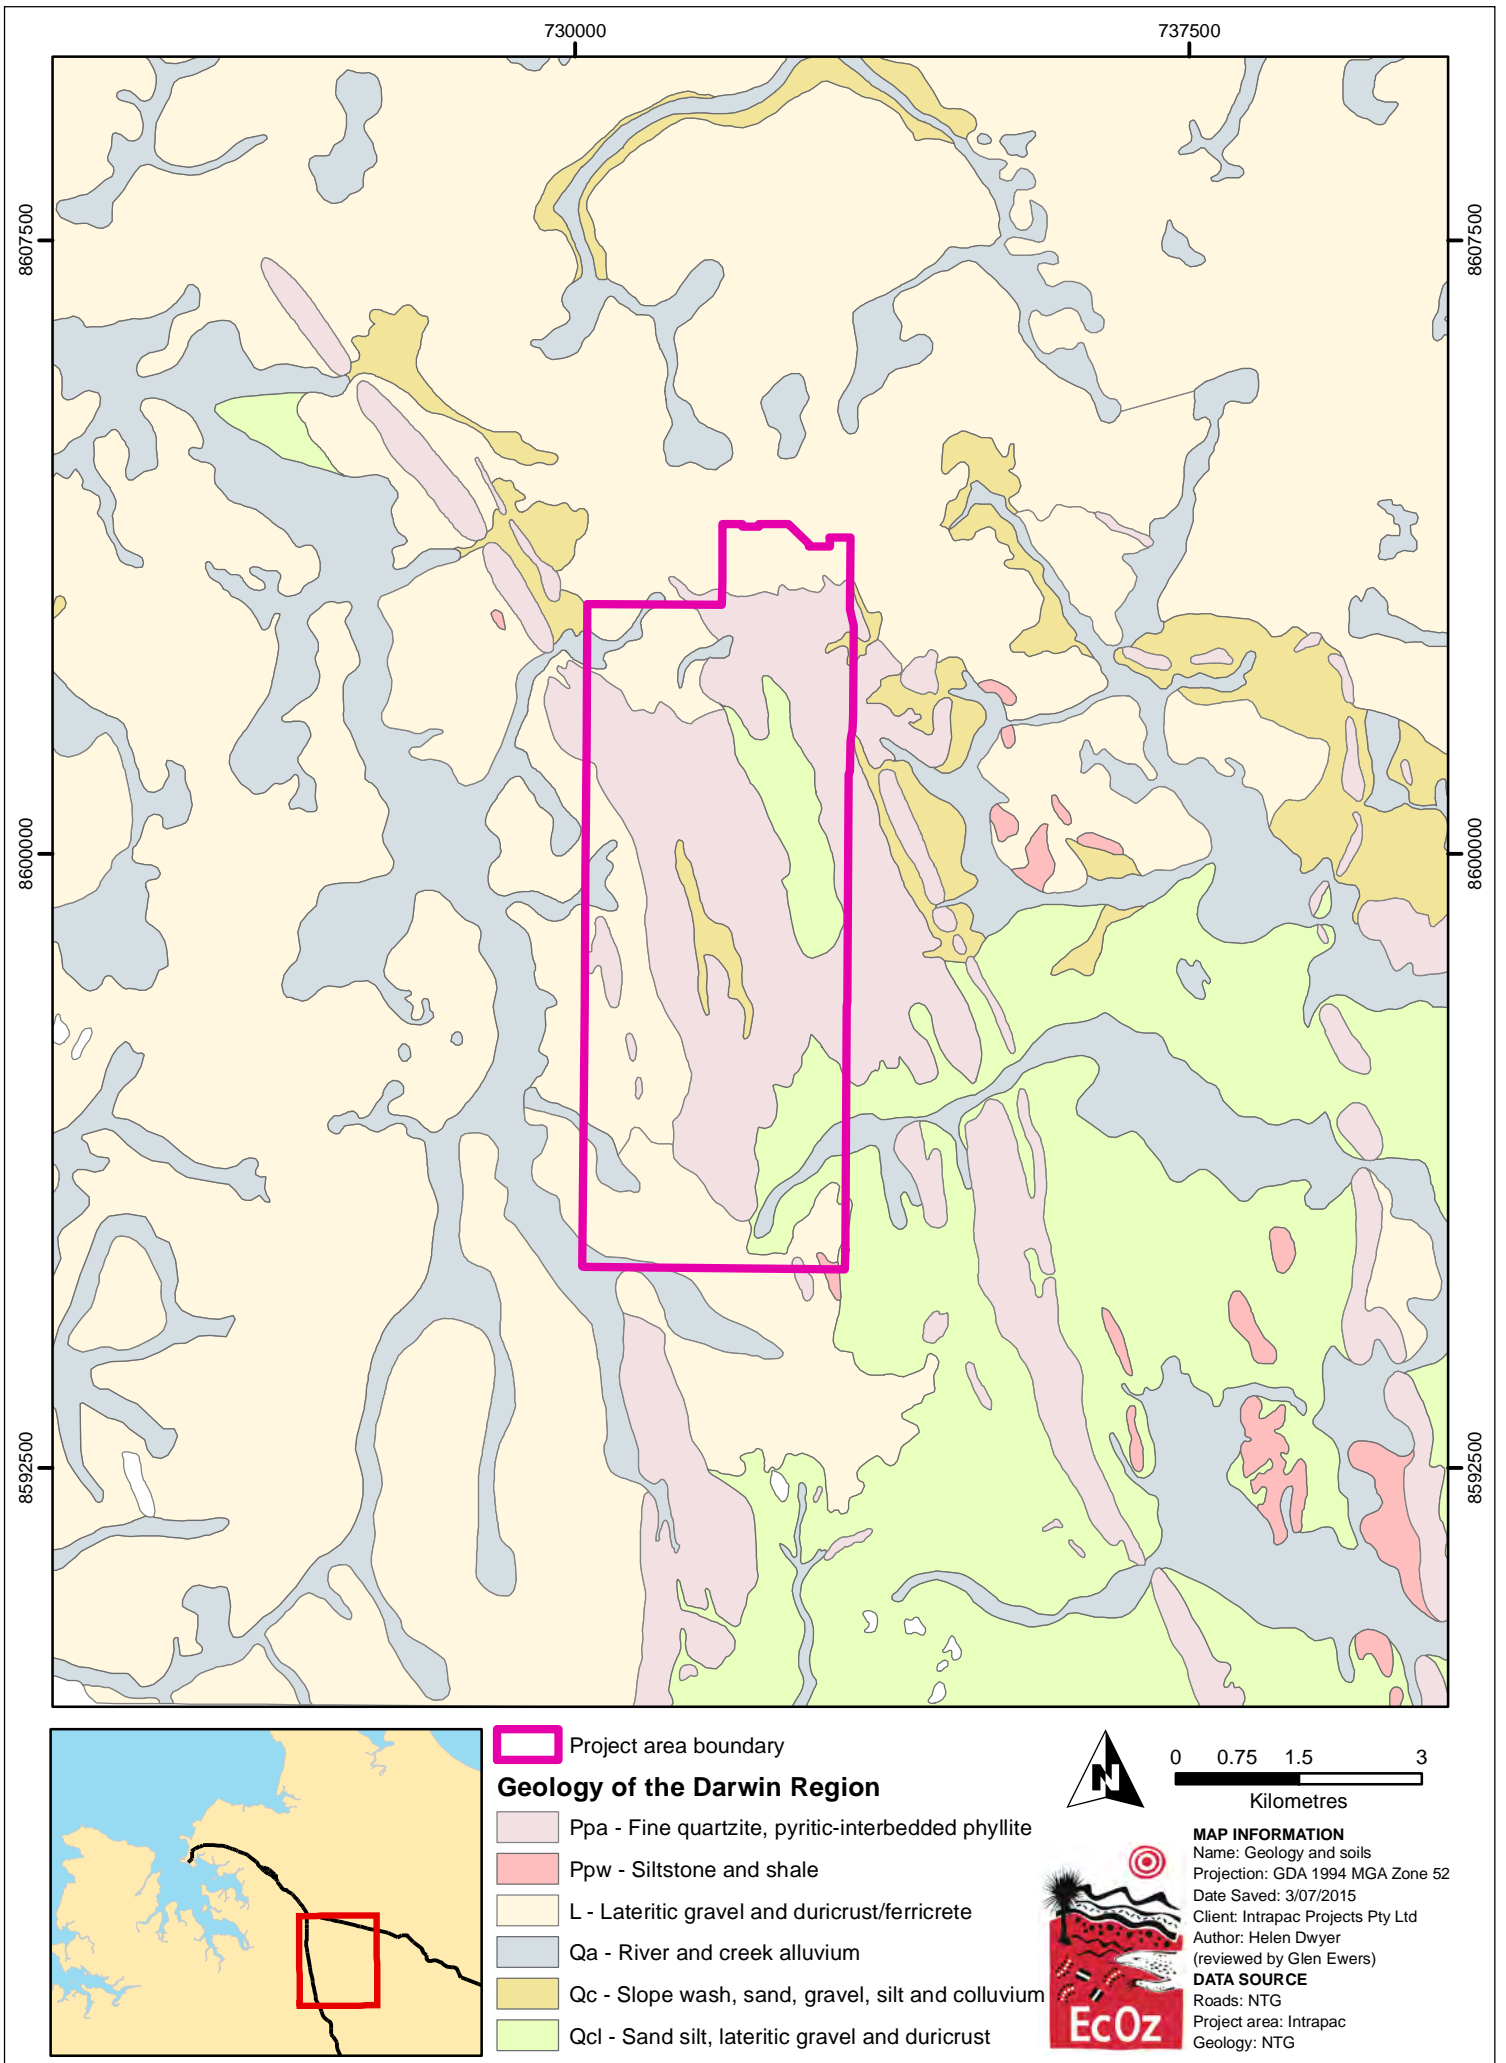 730000
737500
8607500
8607500
8600000
8600000
8592500
8592500
Project area boundary
Geology of the Darwin Region
Ppa - Fine quartzite, pyritic-interbedded phyllite
Ppw - Siltstone and shale
L - Lateritic gravel and duricrust/ferricrete
Qa - River and creek alluvium
Qc - Slope wash, sand, gravel, silt and colluvium
Qcl - Sand silt, lateritic gravel and duricrust
N
0 0.75 1.5 3
Kilometres
EcOz
MAP INFORMATION
Name: Geology and soils
Projection: GDA 1994 MGA Zone 52
Date Saved: 3/07/2015
Client: Intrapac Projects Pty Ltd
Author: Helen Dwyer
(reviewed by Glen Ewers)
DATA SOURCE
Roads: NTG
Project area: Intrapac
Geology: NTG